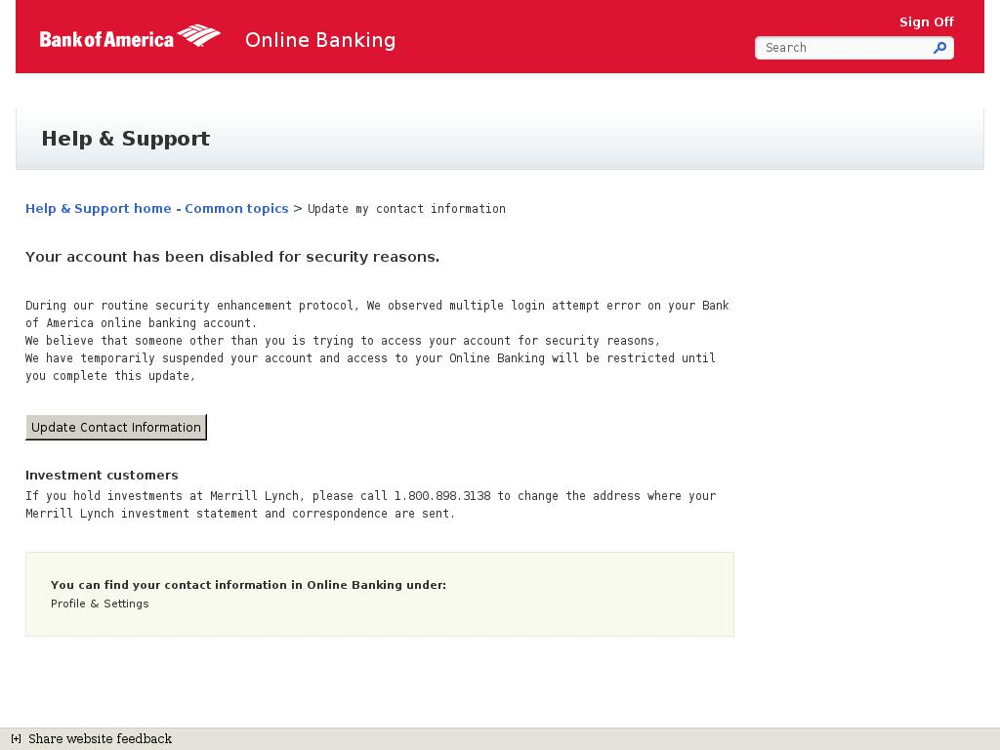 Sign Off
Bank of America Online Banking
Search
Help & Support
Help & Support home - Common topics > Update my contact information
Your account has been disabled for security reasons.
During our routine security enhancement protocol, We observed multiple login attempt error on your Bank
of America online banking account.
We believe that someone other than you is trying to access your account for security reasons,
We have temporarily suspended your account and access to your Online Banking will be restricted until
you complete this update,
Update Contact Information
Investment customers
If you hold investments at Merrill Lynch, please call 1.800.898.3138 to change the address where your
Merrill Lynch investment statement and correspondence are sent.
You can find your contact information in Online Banking under:
Profile & Settings
[+] Share website feedback